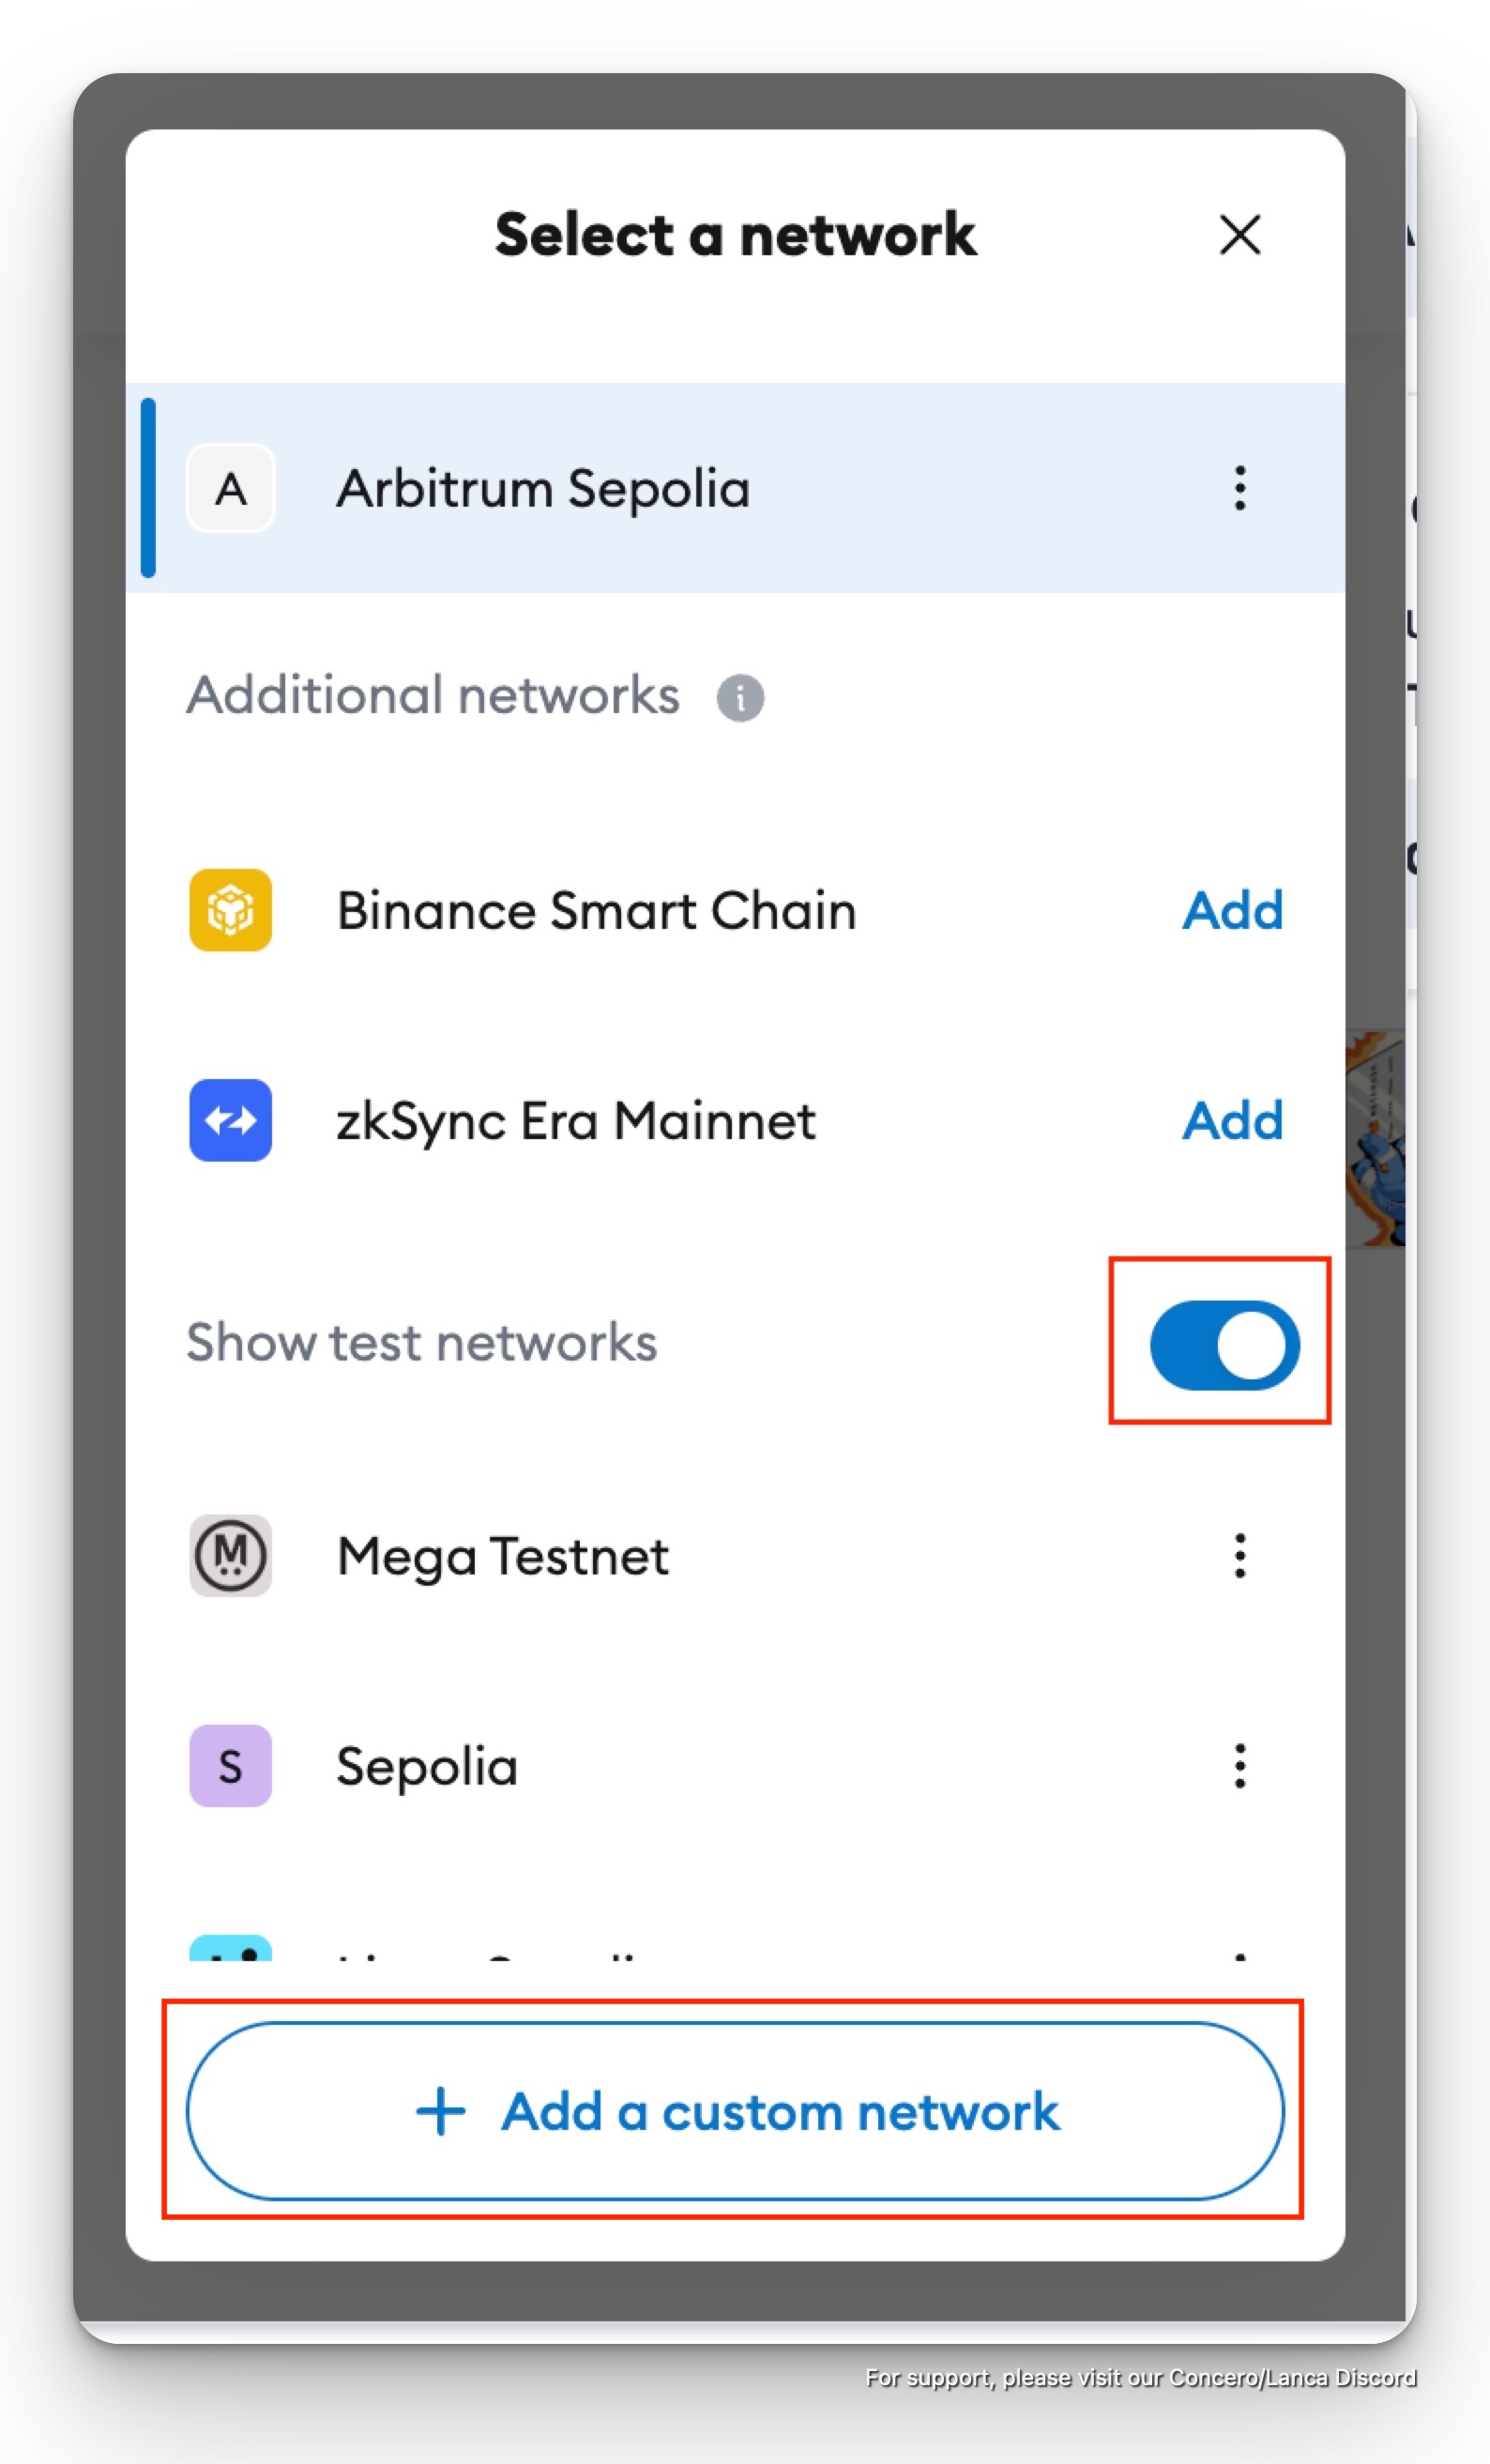 Select a network
A Arbitrum Sepolia
Additional networks i
Binance Smart Chain Add
zkSync Era Mainnet Add
Show test networks
M Mega Testnet
S Sepolia
+ Add a custom network
For support, please visit our Concero/Lanca Discord